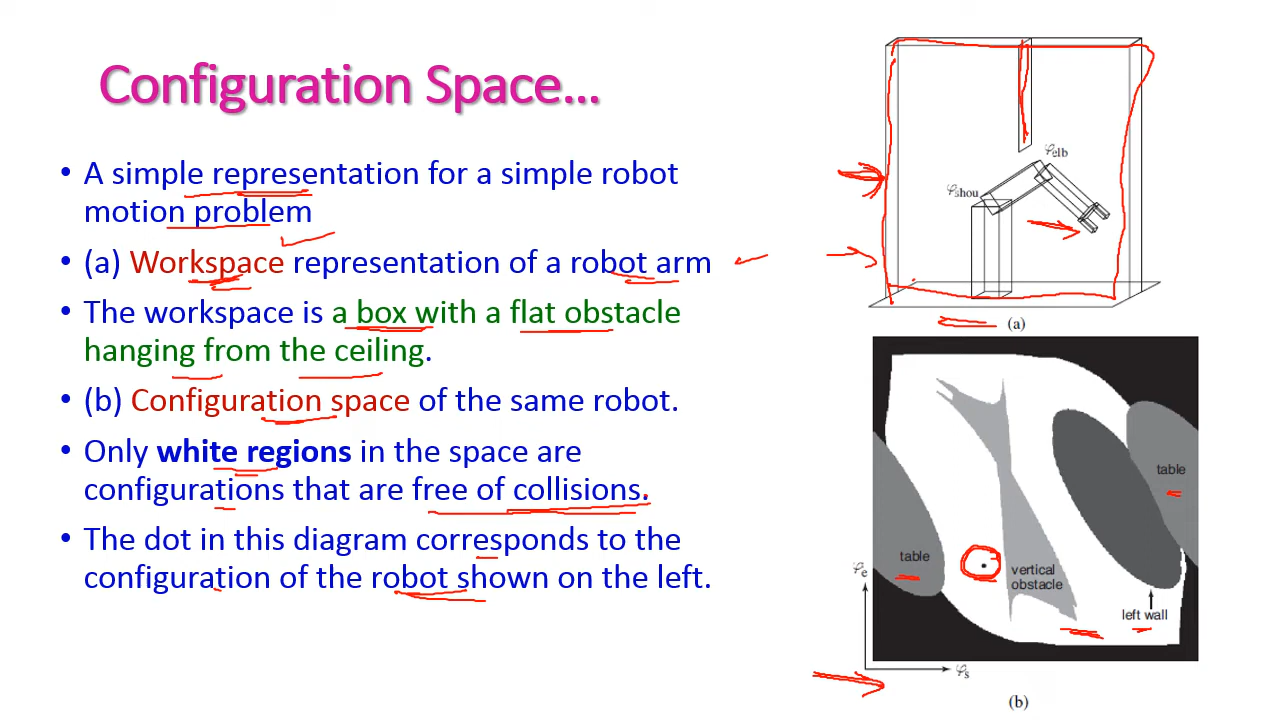 Configuration Space...
• A simple representation for a simple robot
motion problem
• (a) Workspace representation of a robot arm
• The workspace is a box with a flat obstacle
hanging from the ceiling.
• (b) Configuration space of the same robot.
• Only white regions in the space are
configurations that are free of collisions.
• The dot in this diagram corresponds to the
configuration of the robot shown on the left.
φelb
φshou
(a)
table
table
vertical
obstacle
left wall
φe
φs
(b)